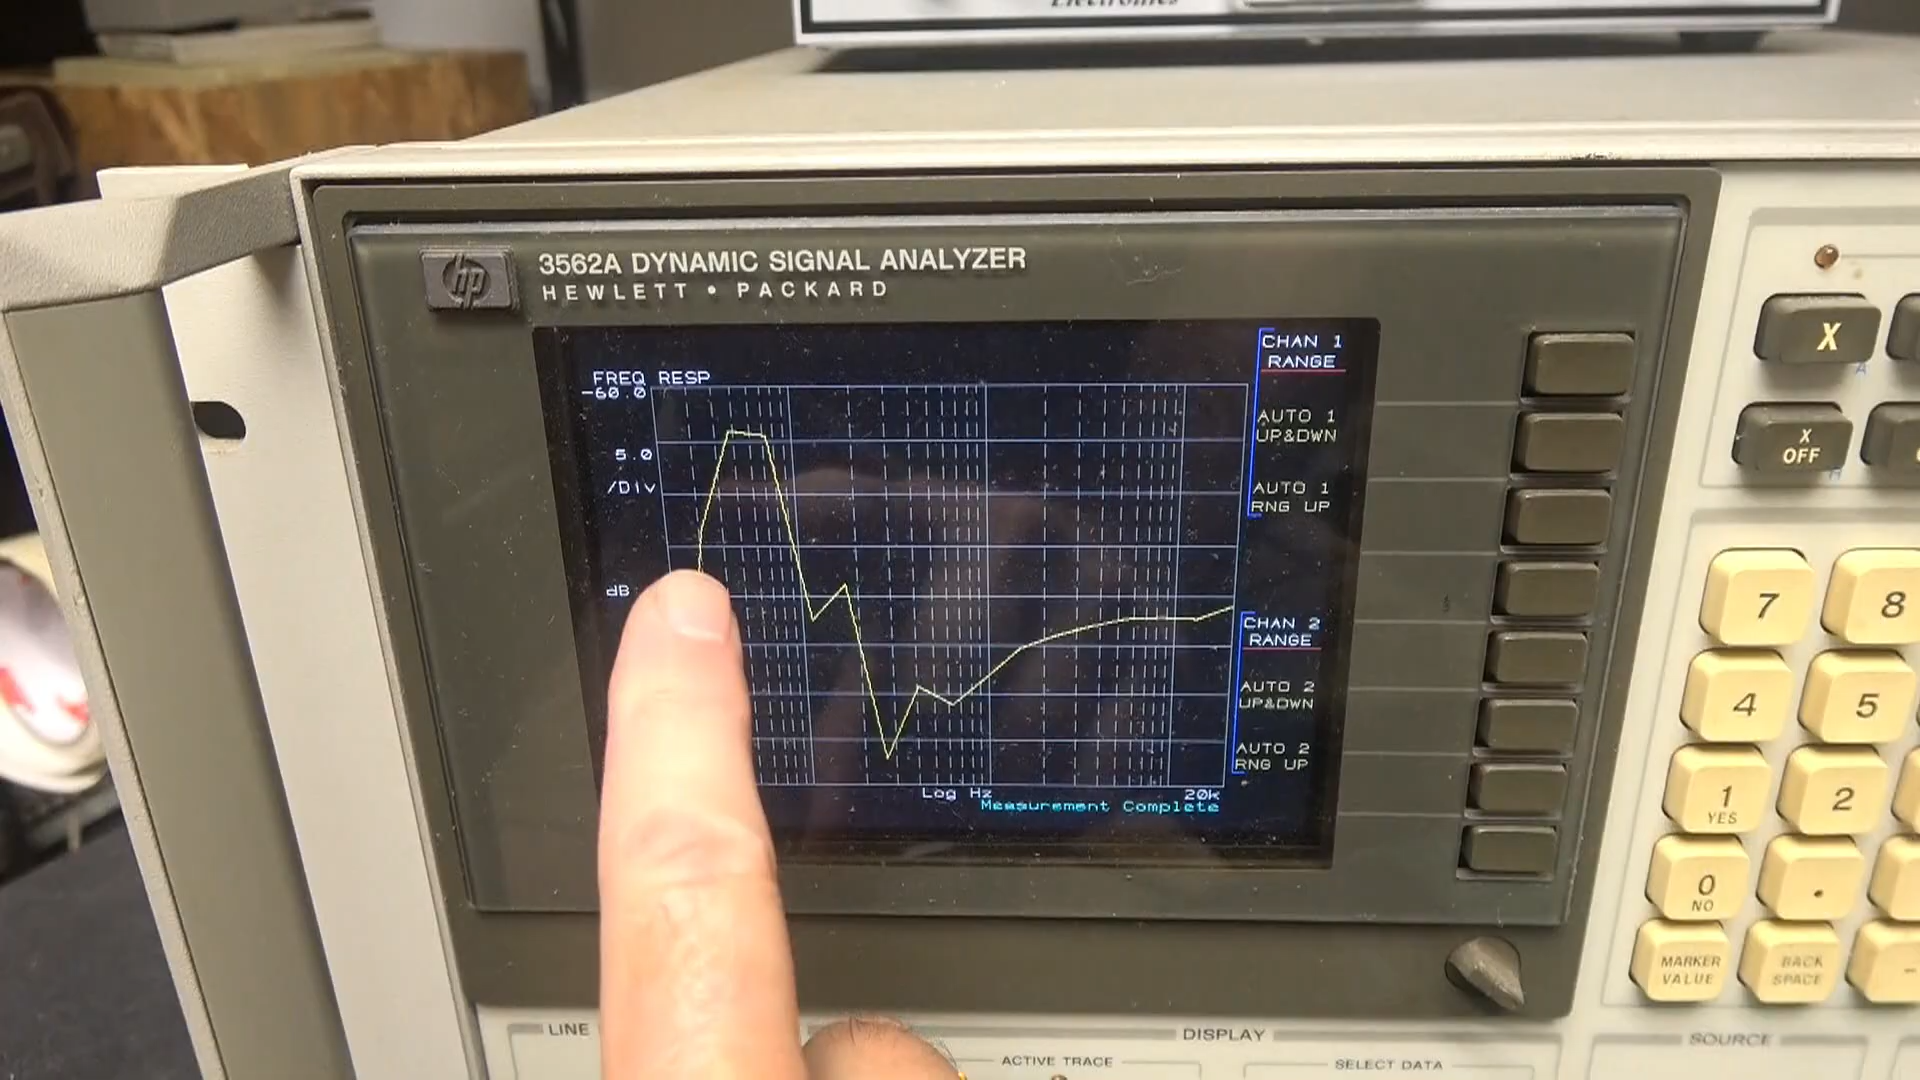 Electronics
hp
3562A DYNAMIC SIGNAL ANALYZER
HEWLETT • PACKARD
FREQ RESP
-60.0
5.0
/Div
dB
Log Hz
20k
Measurement Complete
CHAN 1
RANGE
AUTO 1
UP&DWN
AUTO 1
RNG UP
CHAN 2
RANGE
AUTO 2
UP&DWN
AUTO 2
RNG UP
X
A
X
OFF
7
8
4
5
1
YES
2
0
NO
.
MARKER
VALUE
BACK
SPACE
-
LINE
DISPLAY
SOURCE
ACTIVE TRACE
SELECT DATA